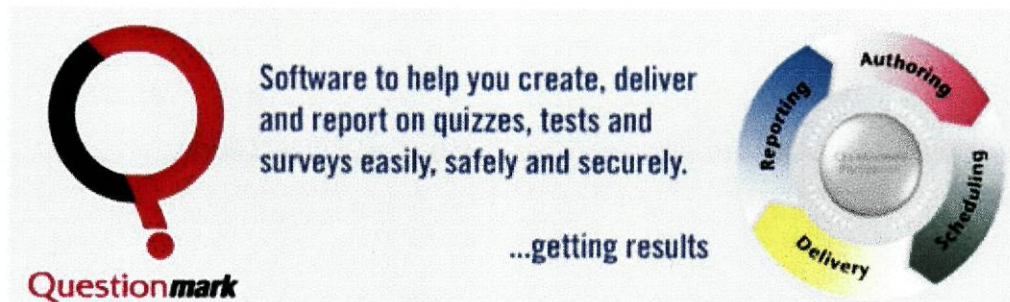 Software to help you create, deliver
and report on quizzes, tests and
surveys easily, safely and securely.
...getting results
Questionmark
Authoring
Reporting
Scheduling
Delivery